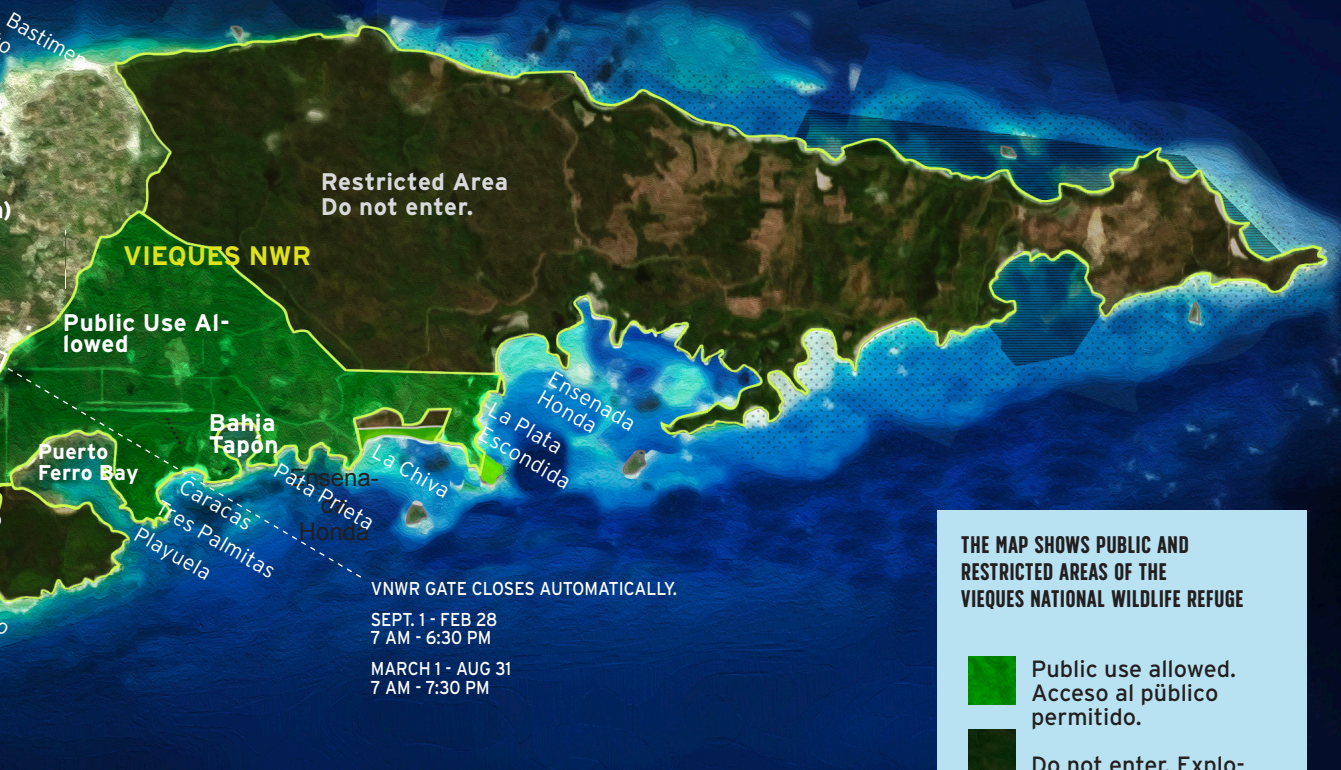 Bastimen
Restricted Area
Do not enter.
VIEQUES NWR
Public Use Al-
lowed
Bahia
Tapón
Puerto
Ferro Bay
Ensenada
Honda
La Plata
Escondida
La Chiva
Pata Prieta
Ensena-
Honda
Caracas
Tres Palmitas
Playuela
VNWR GATE CLOSES AUTOMATICALLY.
SEPT. 1 - FEB 28
7 AM - 6:30 PM
MARCH 1 - AUG 31
7 AM - 7:30 PM
THE MAP SHOWS PUBLIC AND
RESTRICTED AREAS OF THE
VIEQUES NATIONAL WILDLIFE REFUGE
Public use allowed.
Acceso al püblico
permitido.
Do not enter. Explo-